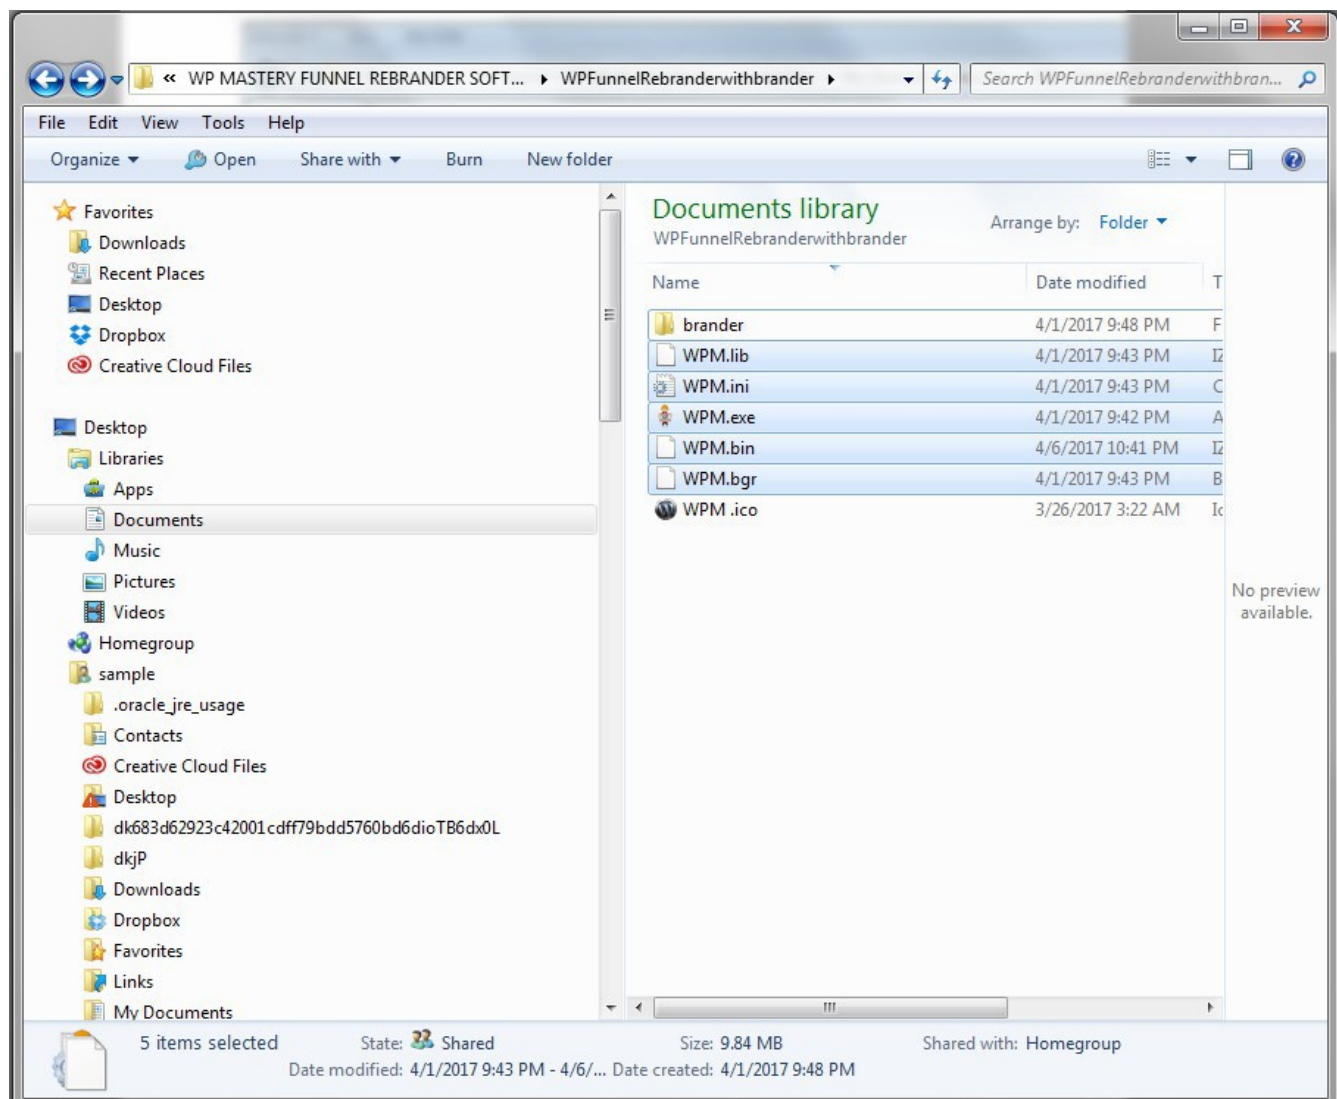 « WP MASTERY FUNNEL REBRANDER SOFT... ▸ WPFunnelRebranderwithbrander ▸
Search WPFunnelRebranderwithbran...
File Edit View Tools Help
Organize Open Share with Burn New folder
Favorites
Downloads
Recent Places
Desktop
Dropbox
Creative Cloud Files
Desktop
Libraries
Apps
Documents
Music
Pictures
Videos
Homegroup
sample
.oracle_jre_usage
Contacts
Creative Cloud Files
Desktop
dk683d62923c42001cdff79bdd5760bd6dioTB6dx0L
dkjP
Downloads
Dropbox
Favorites
Links
My Documents
Documents library
WPFunnelRebranderwithbrander
Arrange by: Folder
Name Date modified T
brander 4/1/2017 9:48 PM F
WPM.lib 4/1/2017 9:43 PM IZ
WPM.ini 4/1/2017 9:43 PM C
WPM.exe 4/1/2017 9:42 PM A
WPM.bin 4/6/2017 10:41 PM IZ
WPM.bgr 4/1/2017 9:43 PM B
WPM .ico 3/26/2017 3:22 AM Ic
No preview
available.
5 items selected State: Shared Size: 9.84 MB Shared with: Homegroup
Date modified: 4/1/2017 9:43 PM - 4/6/... Date created: 4/1/2017 9:48 PM